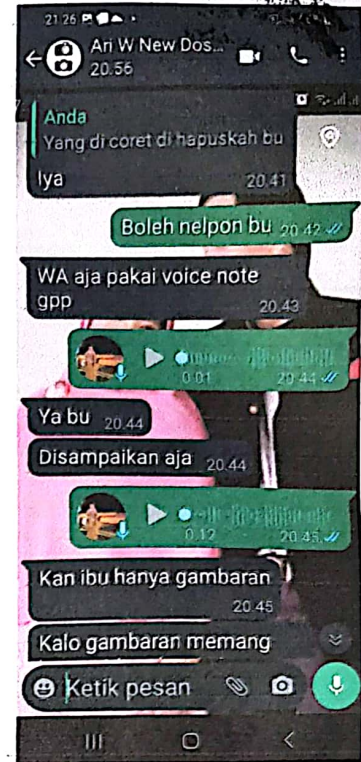 21.26
Ari W New Dos...
20.56
Anda
Yang di coret di hapuskah bu
Iya 20.41
Boleh nelpon bu 20.42
WA aja pakai voice note
gpp 20.43
0:01 20.44
Ya bu 20.44
Disampaikan aja 20.44
0:12 20.45
Kan ibu hanya gambaran
20.45
Kalo gambaran memang
Ketik pesan